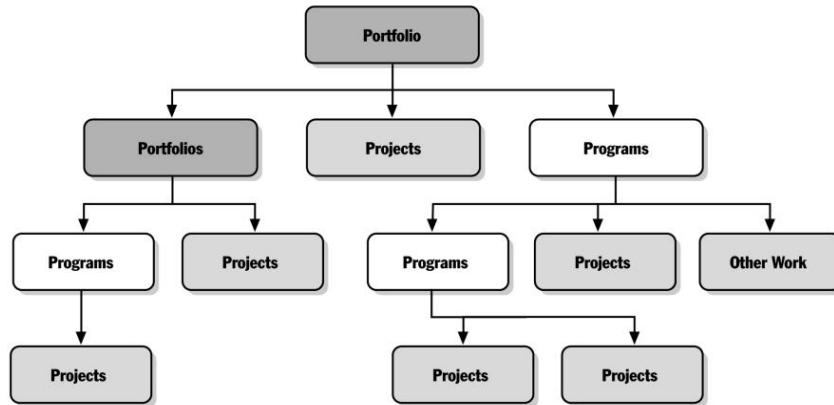 Portfolio
Portfolios
Projects
Programs
Programs
Projects
Programs
Projects
Other Work
Projects
Projects
Projects